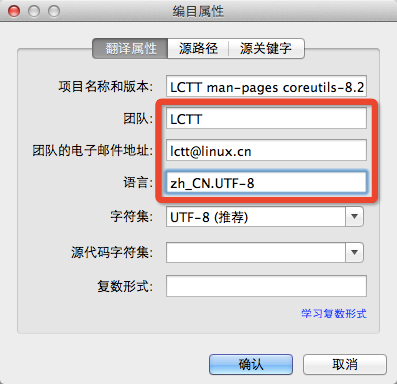 编目属性
翻译属性 源路径 源关键字
项目名称和版本: LCTT man-pages coreutils-8.2
团队: LCTT
团队的电子邮件地址: lctt@linux.cn
语言: zh_CN.UTF-8
字符集: UTF-8 (推荐)
源代码字符集:
复数形式:
学习复数形式
确认 取消